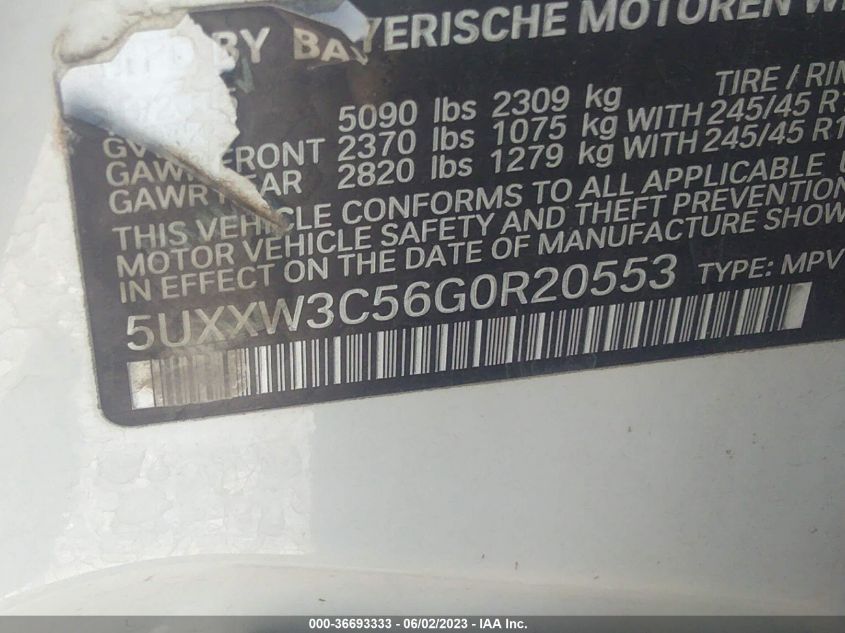 BY BAYERISCHE MOTOREN
5090 lbs 2309 kg TIRE / RIM
FRONT 2370 lbs 1075 kg WITH 245/45
GAWR REAR 2820 lbs 1279 kg WITH 245/45
THIS VEHICLE CONFORMS TO ALL APPLICABLE
MOTOR VEHICLE SAFETY AND THEFT PREVENTION
IN EFFECT ON THE DATE OF MANUFACTURE SHOW
5UXXW3C56G0R20553 TYPE: MPV
000-36693333 - 06/02/2023 - IAA Inc.